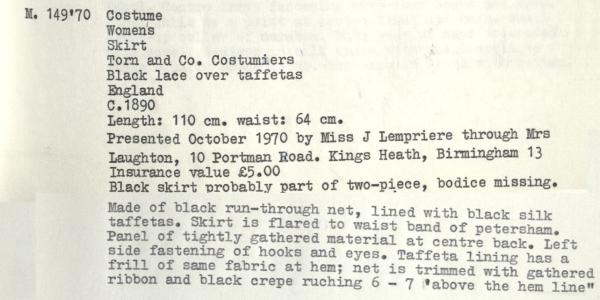 M. 149'70 Costume
Womens
Skirt
Torn and Co. Costumiers
Black lace over taffetas
England
C.1890
Length: 110 cm. waist: 64 cm.
Presented October 1970 by Miss J Lempriere through Mrs
Laughton, 10 Portman Road. Kings Heath, Birmingham 13
Insurance value £5.00
Black skirt probably part of two-piece, bodice missing.
Made of black run-through net, lined with black silk
taffetas. Skirt is flared to waist band of petersham.
Panel of tightly gathered material at centre back. Left
side fastening of hooks and eyes. Taffeta lining has a
frill of same fabric at hem; net is trimmed with gathered
ribbon and black crepe ruching 6 - 7 "above the hem line"